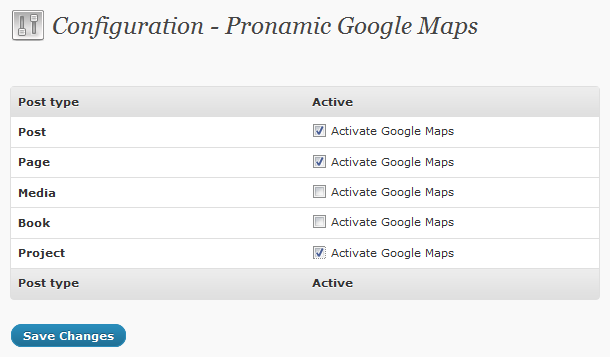 Configuration - Pronamic Google Maps
Post type Active
Post Activate Google Maps
Page Activate Google Maps
Media Activate Google Maps
Book Activate Google Maps
Project Activate Google Maps
Post type Active
Save Changes